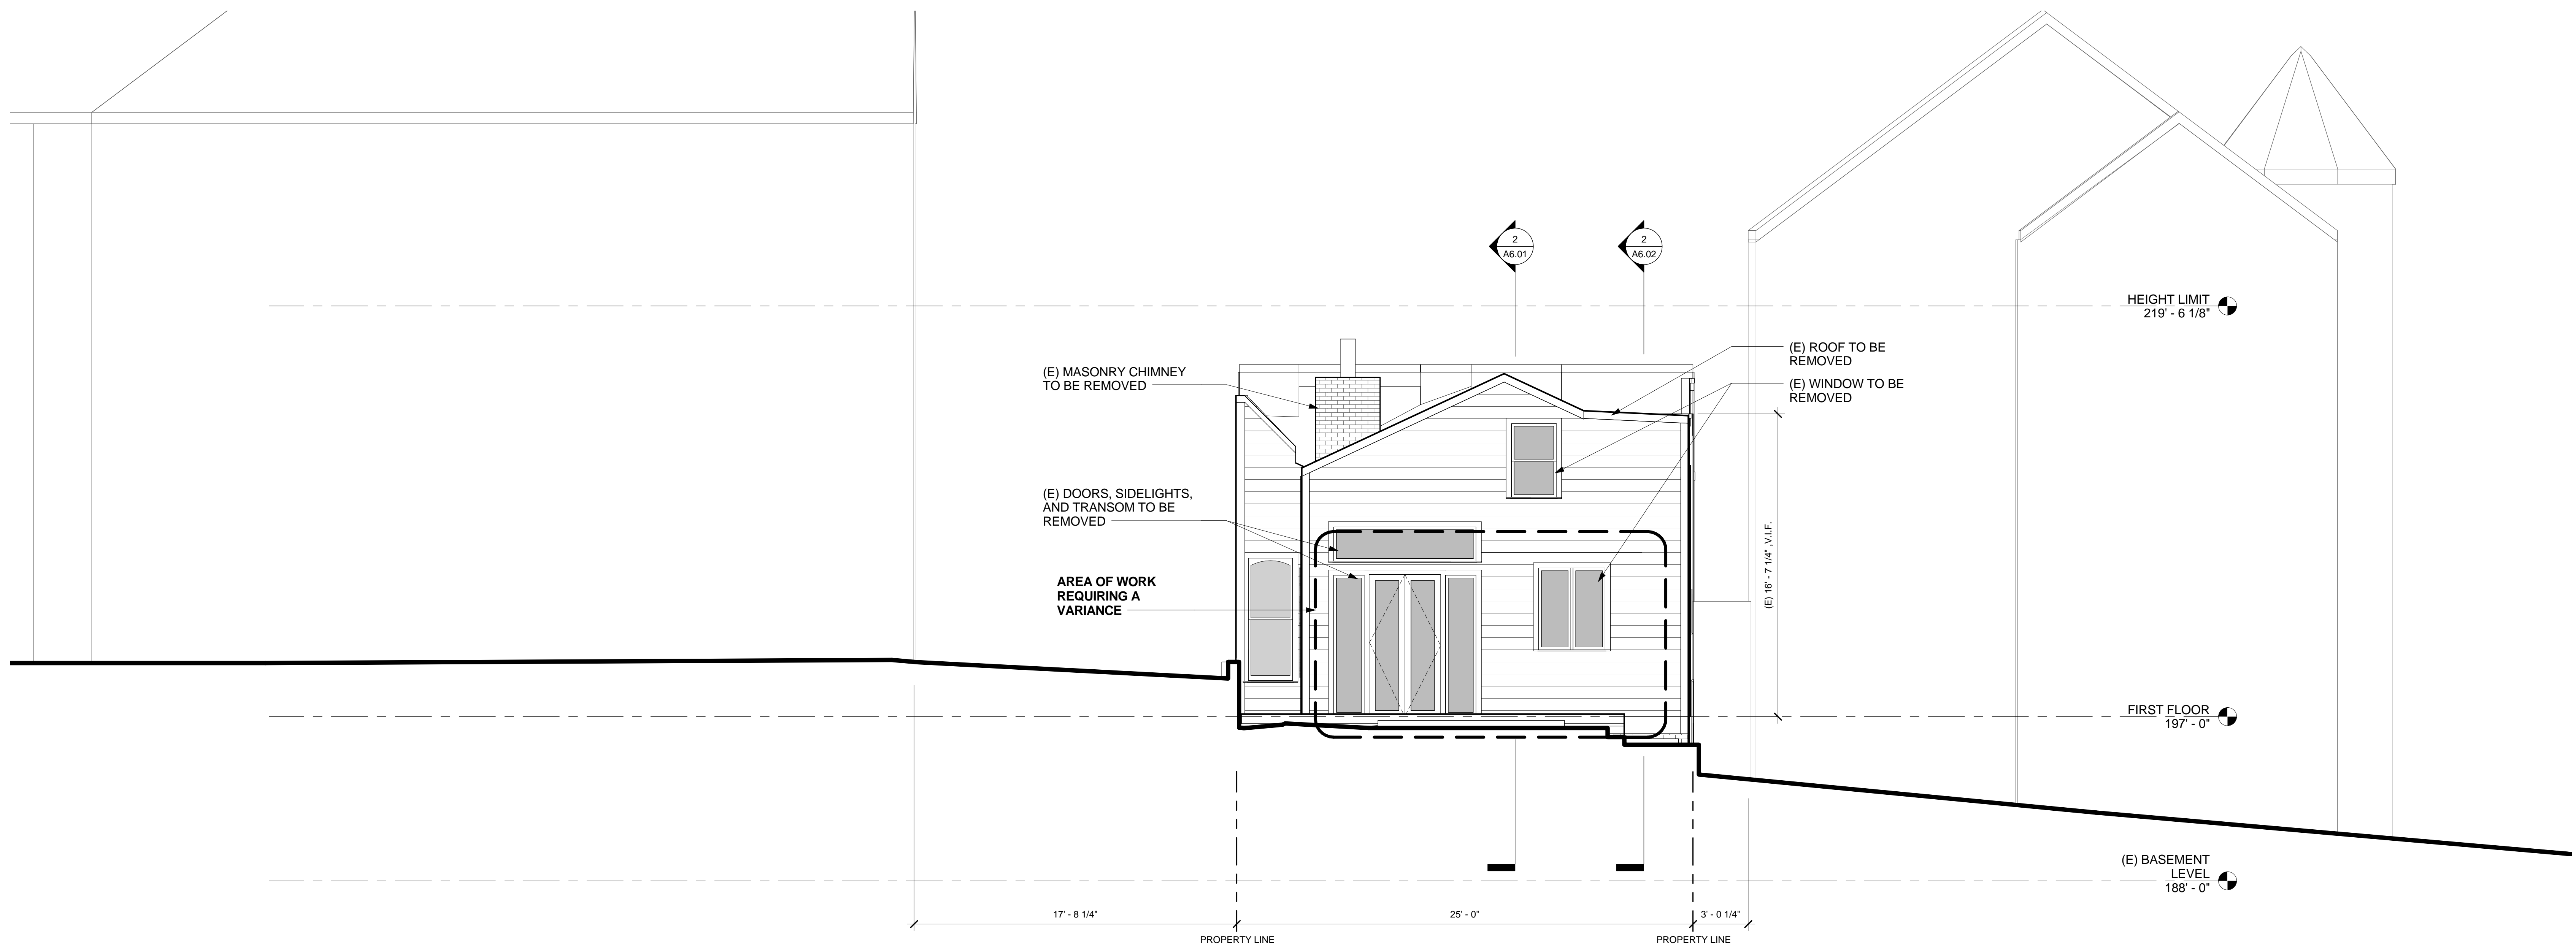 2
A6.01
2
A6.02
HEIGHT LIMIT
219' - 6 1/8"
(E) MASONRY CHIMNEY
TO BE REMOVED
(E) ROOF TO BE
REMOVED
(E) WINDOW TO BE
REMOVED
(E) DOORS, SIDELIGHTS,
AND TRANSOM TO BE
REMOVED
AREA OF WORK
REQUIRING A
VARIANCE
(E) 16' - 7 1/4" ,V.I.F.
FIRST FLOOR
197' - 0"
(E) BASEMENT
LEVEL
188' - 0"
17' - 8 1/4"
25' - 0"
3' - 0 1/4"
PROPERTY LINE
PROPERTY LINE